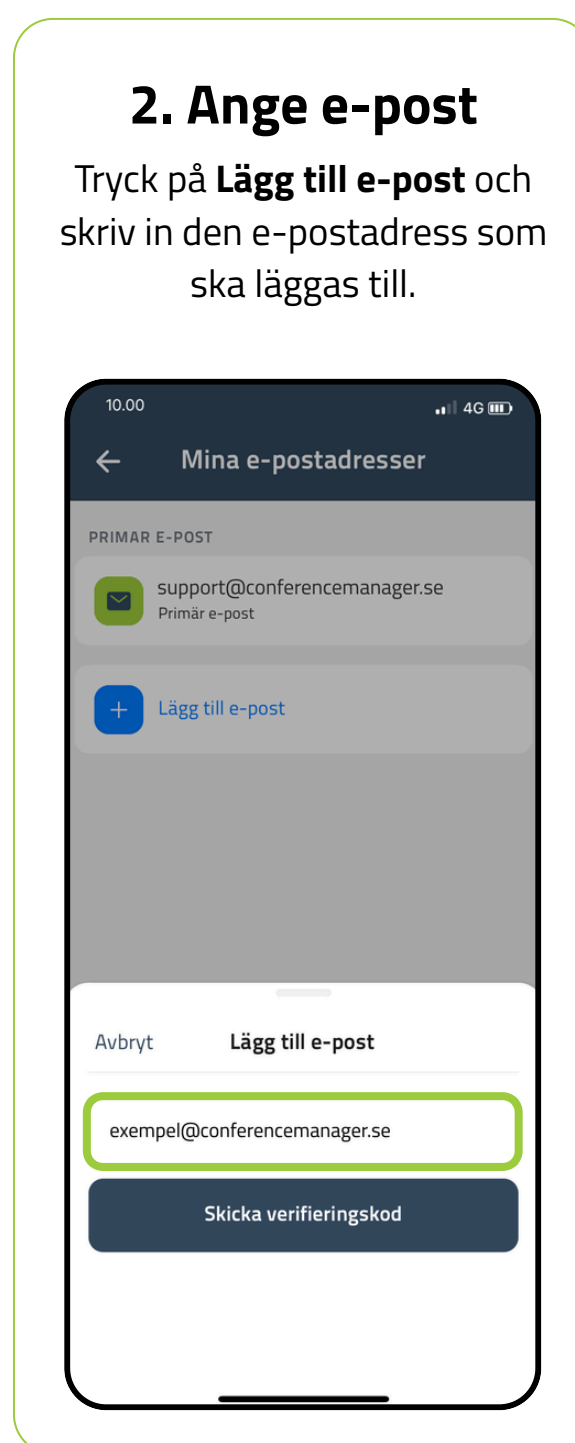 2. Ange e-post
Tryck på Lägg till e-post och
skriv in den e-postadress som
ska läggas till.
10.00
4G
Mina e-postadresser
PRIMAR E-POST
support@conferencemanager.se
Primär e-post
Lägg till e-post
Avbryt
Lägg till e-post
exempel@conferencemanager.se
Skicka verifieringskod